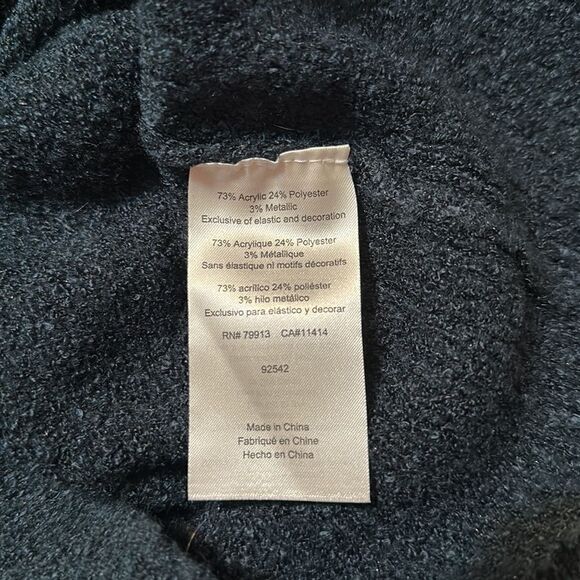 73% Acrylic 24% Polyester
3% Metallic
Exclusive of elastic and decoration
73% Acrylique 24% Polyester
3% Métallique
Sans élastique ni motifs décoratifs
73% acrílico 24% poliéster
3% hilo metálico
Exclusivo para elástico y decorar
RN# 79913 CA#11414
92542
Made in China
Fabriqué en Chine
Hecho en China